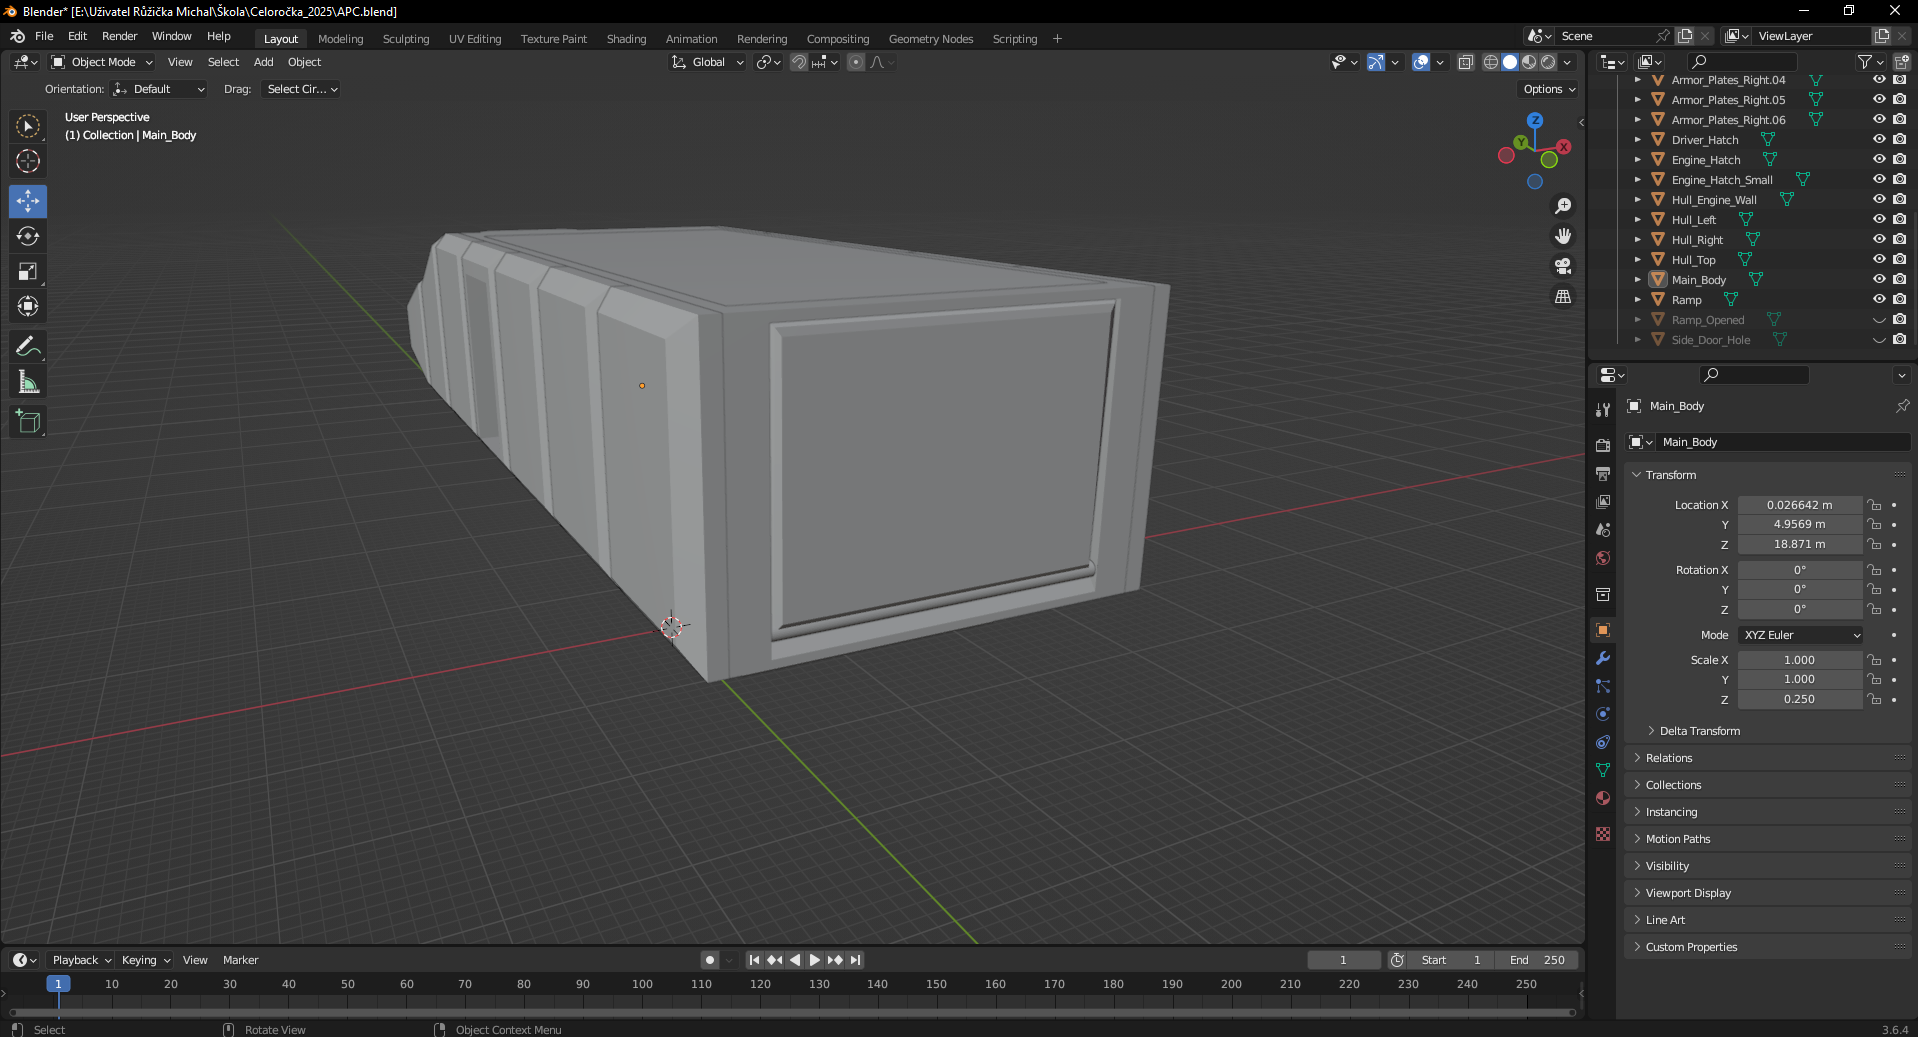 Blender* [E:\Uživatel Růžička Michal\Škola\Celoročka_2025\APC.blend]
File Edit Render Window Help Layout Modeling Sculpting UV Editing Texture Paint Shading Animation Rendering Compositing Geometry Nodes Scripting + Scene ViewLayer
Object Mode View Select Add Object Global
Orientation: Default Drag: Select Cir... Options
User Perspective
(1) Collection | Main_Body
Z
Y
X
Armor_Plates_Right.04
Armor_Plates_Right.05
Armor_Plates_Right.06
Driver_Hatch
Engine_Hatch
Engine_Hatch_Small
Hull_Engine_Wall
Hull_Left
Hull_Right
Hull_Top
Main_Body
Ramp
Ramp_Opened
Side_Door_Hole
Main_Body
Main_Body
Transform
Location X 0.026642 m
Y 4.9569 m
Z 18.871 m
Rotation X 0°
Y 0°
Z 0°
Mode XYZ Euler
Scale X 1.000
Y 1.000
Z 0.250
Delta Transform
Relations
Collections
Instancing
Motion Paths
Visibility
Viewport Display
Line Art
Custom Properties
Playback Keying View Marker 1 Start 1 End 250
1 10 20 30 40 50 60 70 80 90 100 110 120 130 140 150 160 170 180 190 200 210 220 230 240 250
Select Rotate View Object Context Menu 3.6.4